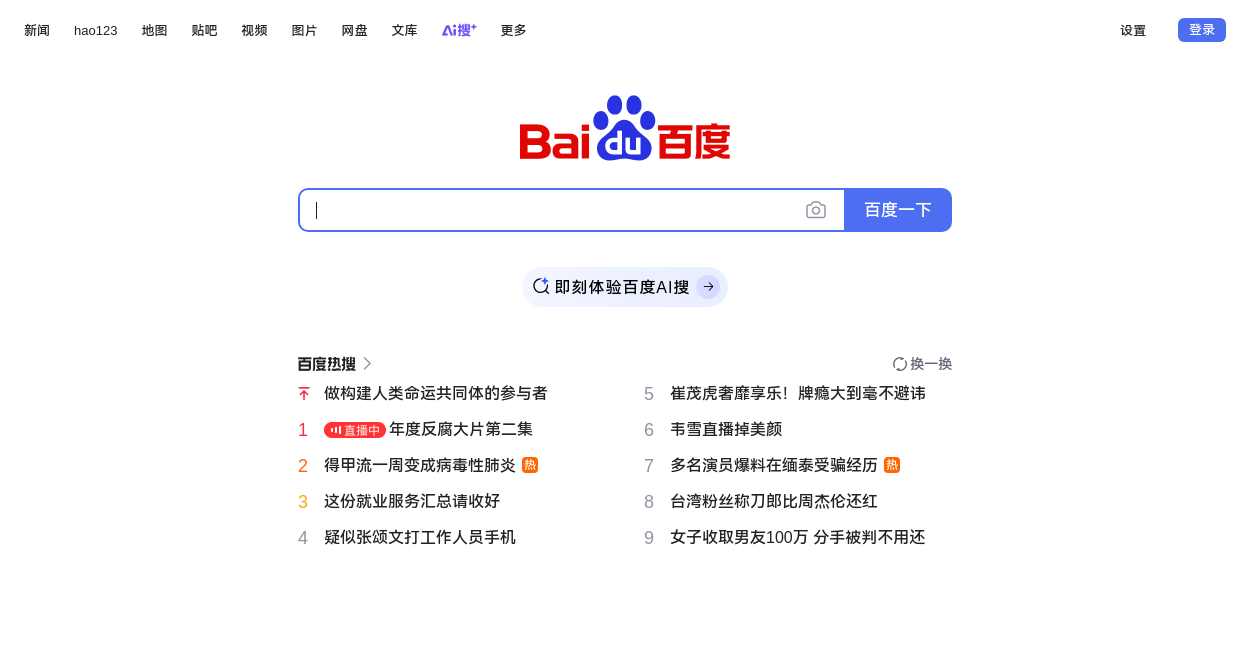 新闻 hao123 地图 贴吧 视频 图片 网盘 文库 Ai搜+ 更多 设置 登录
Baidu百度
百度一下
即刻体验百度AI搜
百度热搜 换一换
做构建人类命运共同体的参与者
1 直播中 年度反腐大片第二集
2 得甲流一周变成病毒性肺炎 热
3 这份就业服务汇总请收好
4 疑似张颂文打工作人员手机
5 崔茂虎奢靡享乐！牌瘾大到毫不避讳
6 韦雪直播掉美颜
7 多名演员爆料在缅泰受骗经历 热
8 台湾粉丝称刀郎比周杰伦还红
9 女子收取男友100万 分手被判不用还